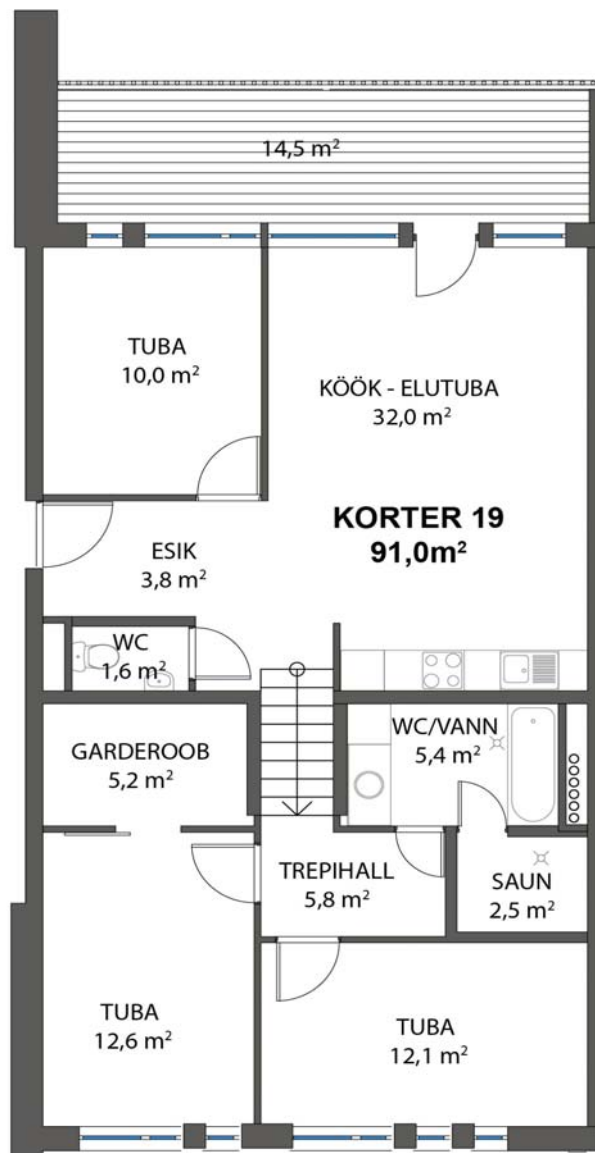 14,5 m²
TUBA
10,0 m²
KÖÖK - ELUTUBA
32,0 m²
KORTER 19
91,0m²
ESIK
3,8 m²
WC
1,6 m²
GARDEROOB
5,2 m²
WC/VANN
5,4 m²
TREPIHALL
5,8 m²
SAUN
2,5 m²
TUBA
12,6 m²
TUBA
12,1 m²